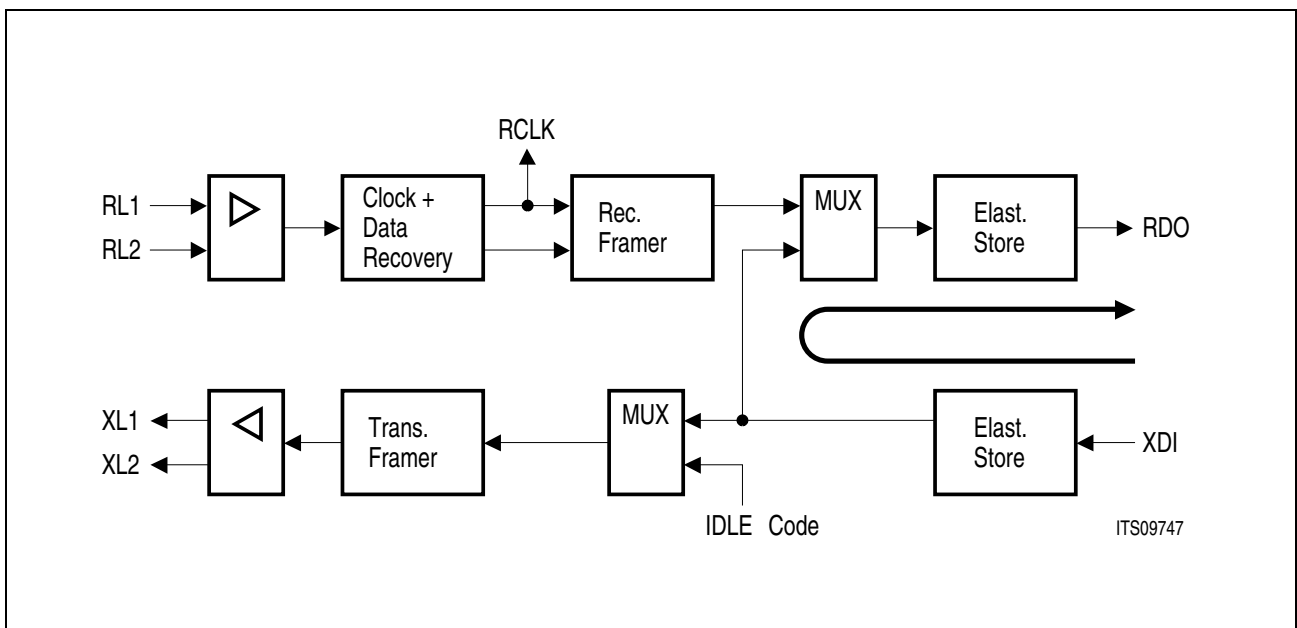 RCLK
RL1
RL2
Clock +
Data
Recovery
Rec.
Framer
MUX
Elast.
Store
RDO
XL1
XL2
Trans.
Framer
MUX
Elast.
Store
XDI
IDLE Code
ITS09747